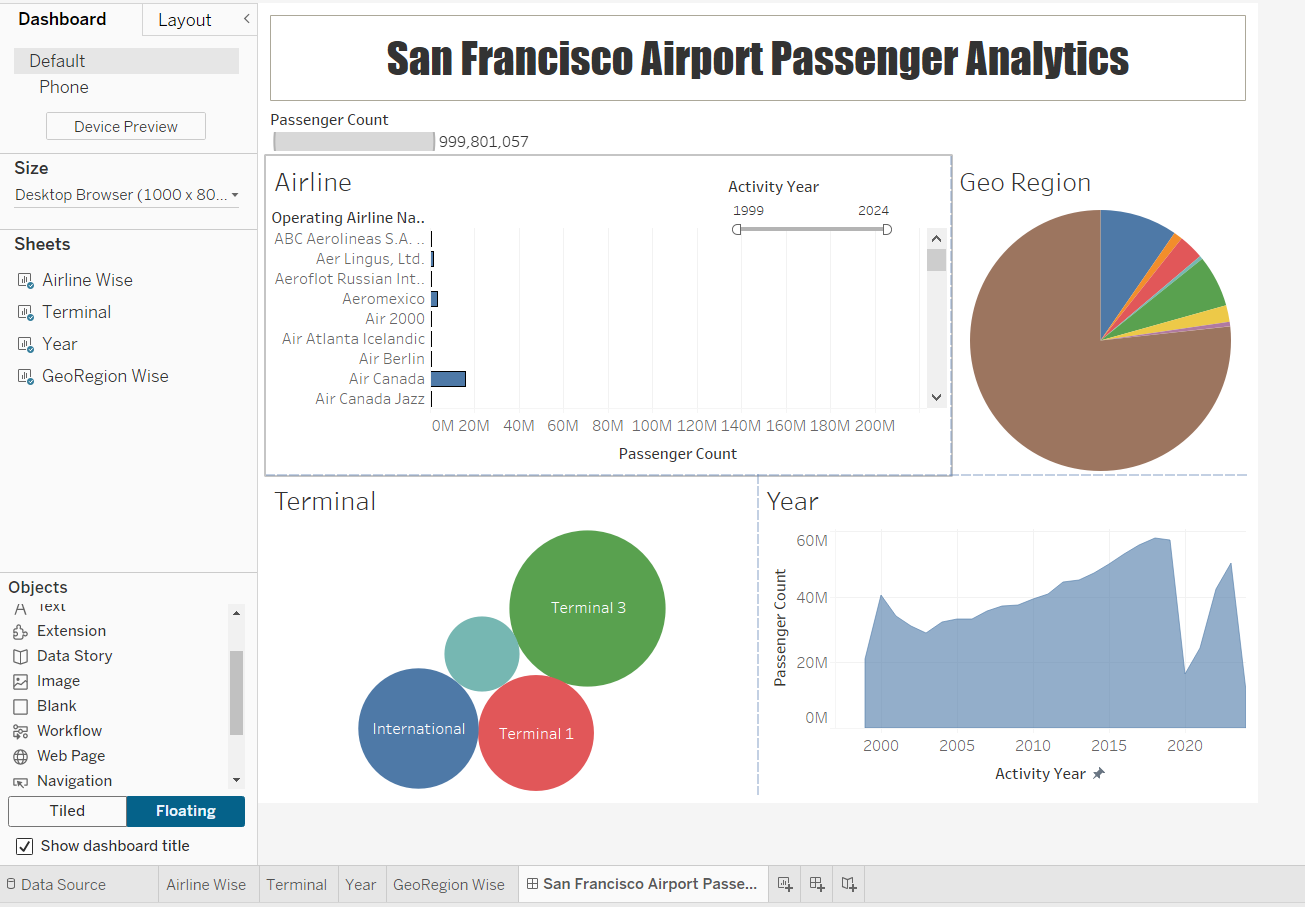 Dashboard
Layout
Default
Phone
Device Preview
Size
Desktop Browser (1000 x 80...
Sheets
Airline Wise
Terminal
Year
GeoRegion Wise
Objects
Text
Extension
Data Story
Image
Blank
Workflow
Web Page
Navigation
Tiled Floating
Show dashboard title
San Francisco Airport Passenger Analytics
Passenger Count
999,801,057
Airline
Activity Year
1999 2024
Operating Airline Na..
ABC Aerolineas S.A. ..
Aer Lingus, Ltd.
Aeroflot Russian Int..
Aeromexico
Air 2000
Air Atlanta Icelandic
Air Berlin
Air Canada
Air Canada Jazz
0M 20M 40M 60M 80M 100M 120M 140M 160M 180M 200M
Passenger Count
Geo Region
Terminal
Terminal 3
International
Terminal 1
Year
60M
40M
20M
0M
Passenger Count
2000 2005 2010 2015 2020
Activity Year
Data Source Airline Wise Terminal Year GeoRegion Wise San Francisco Airport Passe...